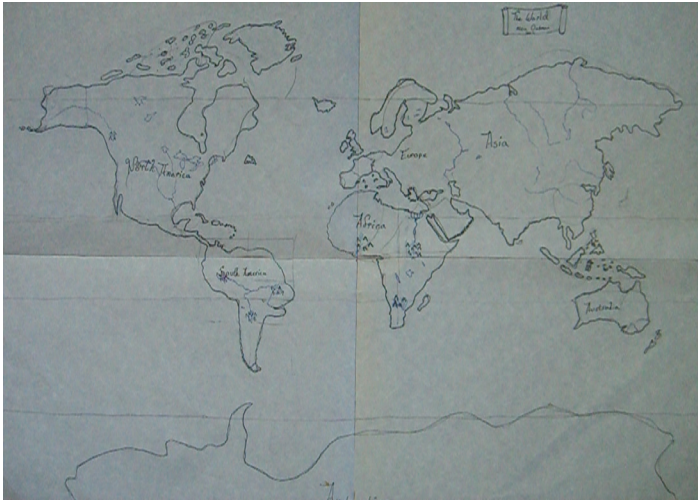 The World
North America
Europe
Asia
Africa
South America
Australia